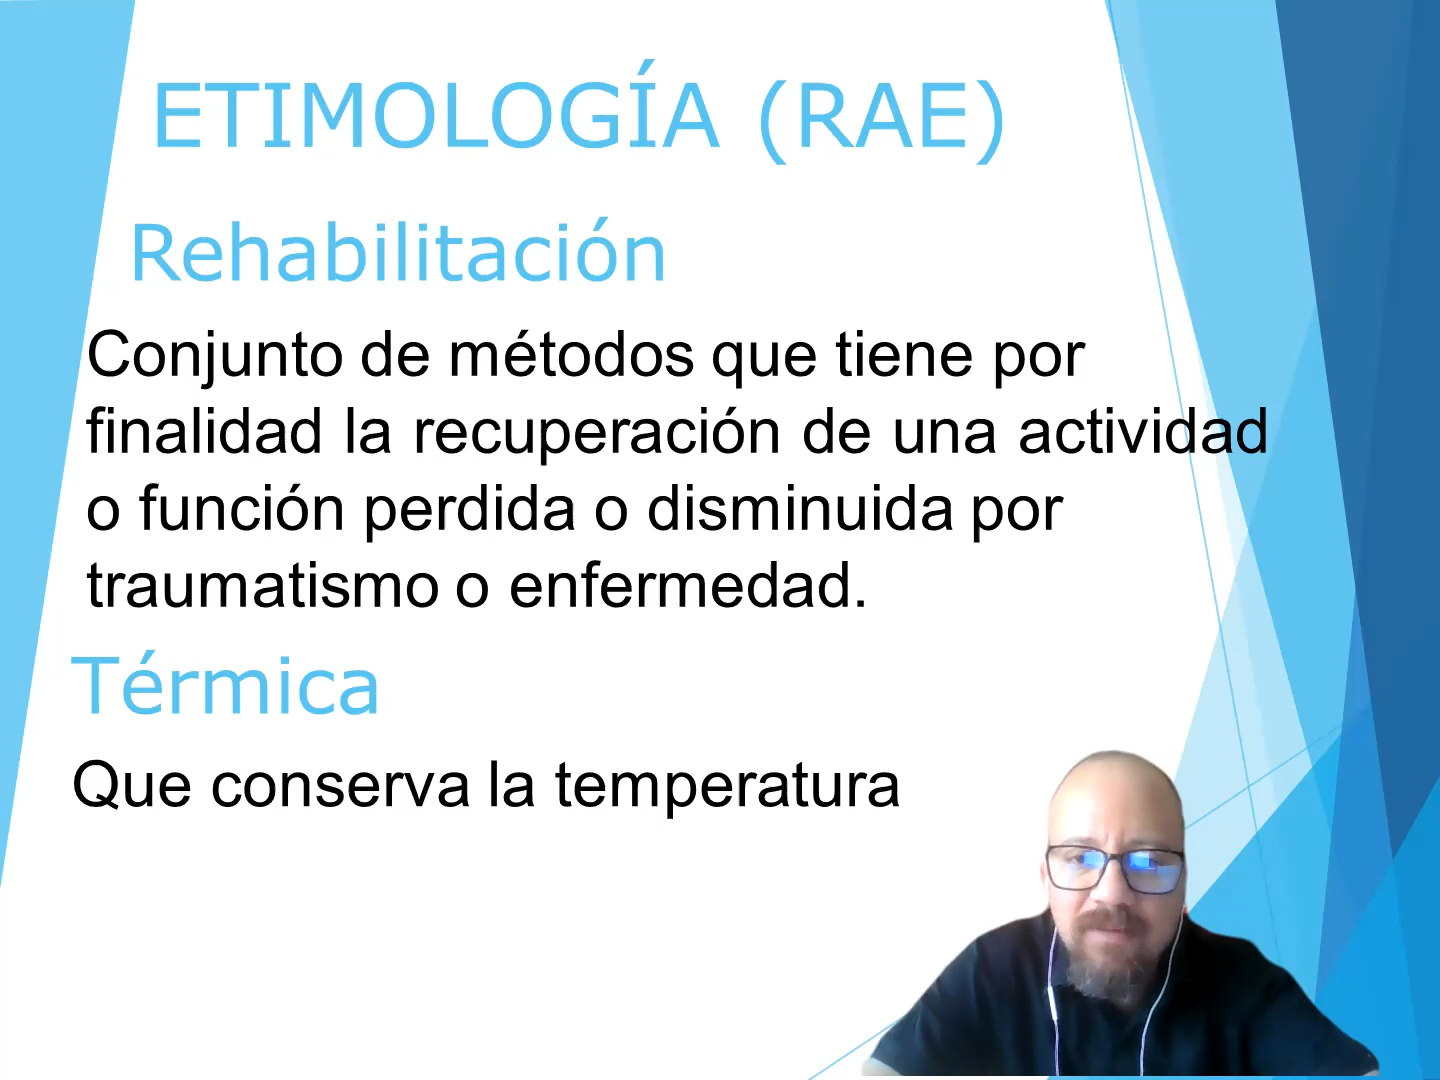 ETIMOLOGÍA (RAE)
Rehabilitación
Conjunto de métodos que tiene por
finalidad la recuperación de una actividad
o función perdida o disminuida por
traumatismo o enfermedad.
Térmica
Que conserva la temperatura